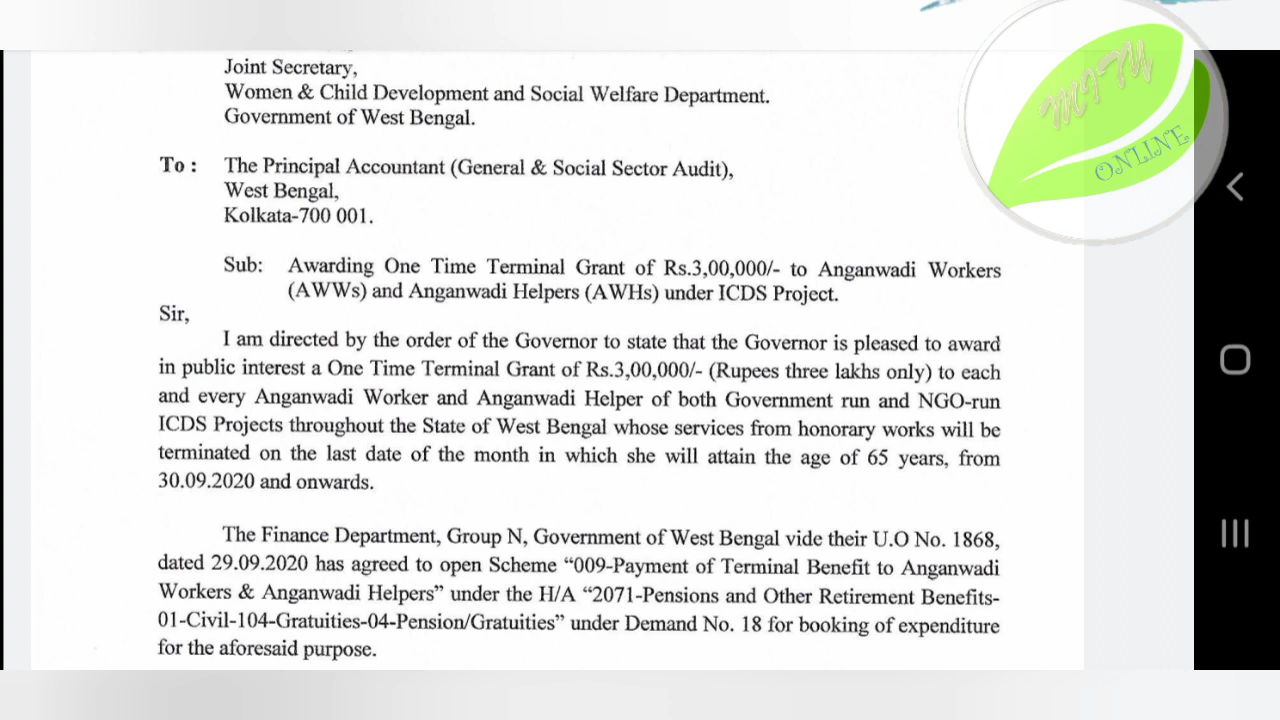 Joint Secretary,
Women & Child Development and Social Welfare Department.
Government of West Bengal.
To : The Principal Accountant (General & Social Sector Audit),
West Bengal,
Kolkata-700 001.
Sub: Awarding One Time Terminal Grant of Rs.3,00,000/- to Anganwadi Workers
(AWWs) and Anganwadi Helpers (AWHs) under ICDS Project.
Sir,
I am directed by the order of the Governor to state that the Governor is pleased to award
in public interest a One Time Terminal Grant of Rs.3,00,000/- (Rupees three lakhs only) to each
and every Anganwadi Worker and Anganwadi Helper of both Government run and NGO-run
ICDS Projects throughout the State of West Bengal whose services from honorary works will be
terminated on the last date of the month in which she will attain the age of 65 years, from
30.09.2020 and onwards.
The Finance Department, Group N, Government of West Bengal vide their U.O No. 1868,
dated 29.09.2020 has agreed to open Scheme “009-Payment of Terminal Benefit to Anganwadi
Workers & Anganwadi Helpers” under the H/A “2071-Pensions and Other Retirement Benefits-
01-Civil-104-Gratuities-04-Pension/Gratuities” under Demand No. 18 for booking of expenditure
for the aforesaid purpose.
ONLINE